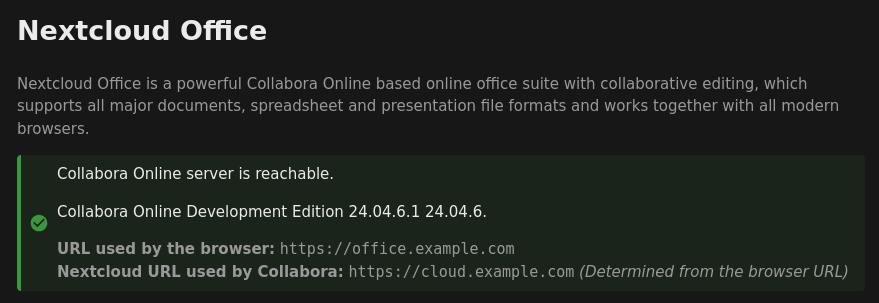 Nextcloud Office
Nextcloud Office is a powerful Collabora Online based online office suite with collaborative editing, which
supports all major documents, spreadsheet and presentation file formats and works together with all modern
browsers.
Collabora Online server is reachable.
Collabora Online Development Edition 24.04.6.1 24.04.6.
URL used by the browser: https://office.example.com
Nextcloud URL used by Collabora: https://cloud.example.com (Determined from the browser URL)